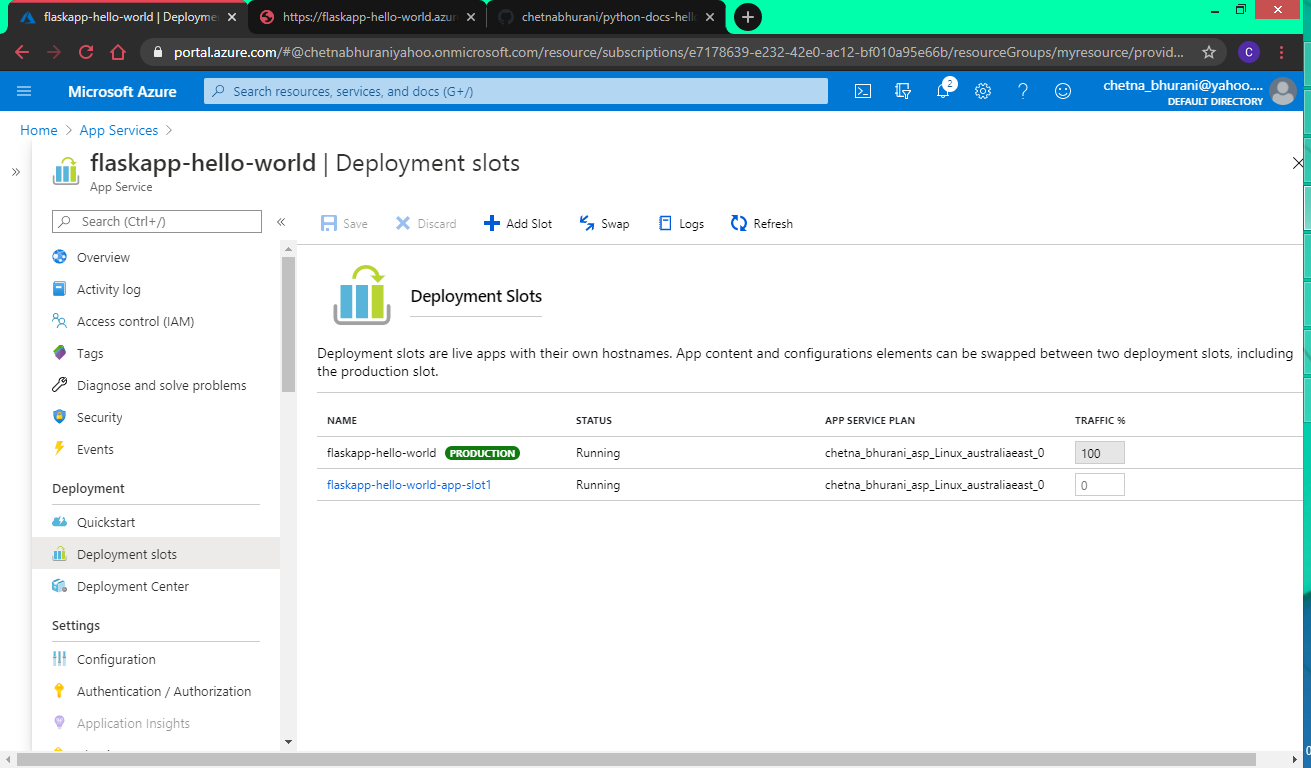 flaskapp-hello-world | Deployme
https://flaskapp-hello-world.azur
chetnabhurani/python-docs-hell
portal.azure.com/#@chetnabhuraniyahoo.onmicrosoft.com/resource/subscriptions/e7178639-e232-42e0-ac12-bf010a95e66b/resourceGroups/myresource/provid...
C
Microsoft Azure
Search resources, services, and docs (G+/)
2
chetna_bhurani@yahoo....
DEFAULT DIRECTORY
Home > App Services >
flaskapp-hello-world | Deployment slots
App Service
Search (Ctrl+/)
Save
Discard
Add Slot
Swap
Logs
Refresh
Overview
Activity log
Access control (IAM)
Tags
Diagnose and solve problems
Security
Events
Deployment
Quickstart
Deployment slots
Deployment Center
Settings
Configuration
Authentication / Authorization
Application Insights
Deployment Slots
Deployment slots are live apps with their own hostnames. App content and configurations elements can be swapped between two deployment slots, including
the production slot.
NAME STATUS APP SERVICE PLAN TRAFFIC %
flaskapp-hello-world PRODUCTION Running chetna_bhurani_asp_Linux_australiaeast_0 100
flaskapp-hello-world-app-slot1 Running chetna_bhurani_asp_Linux_australiaeast_0 0